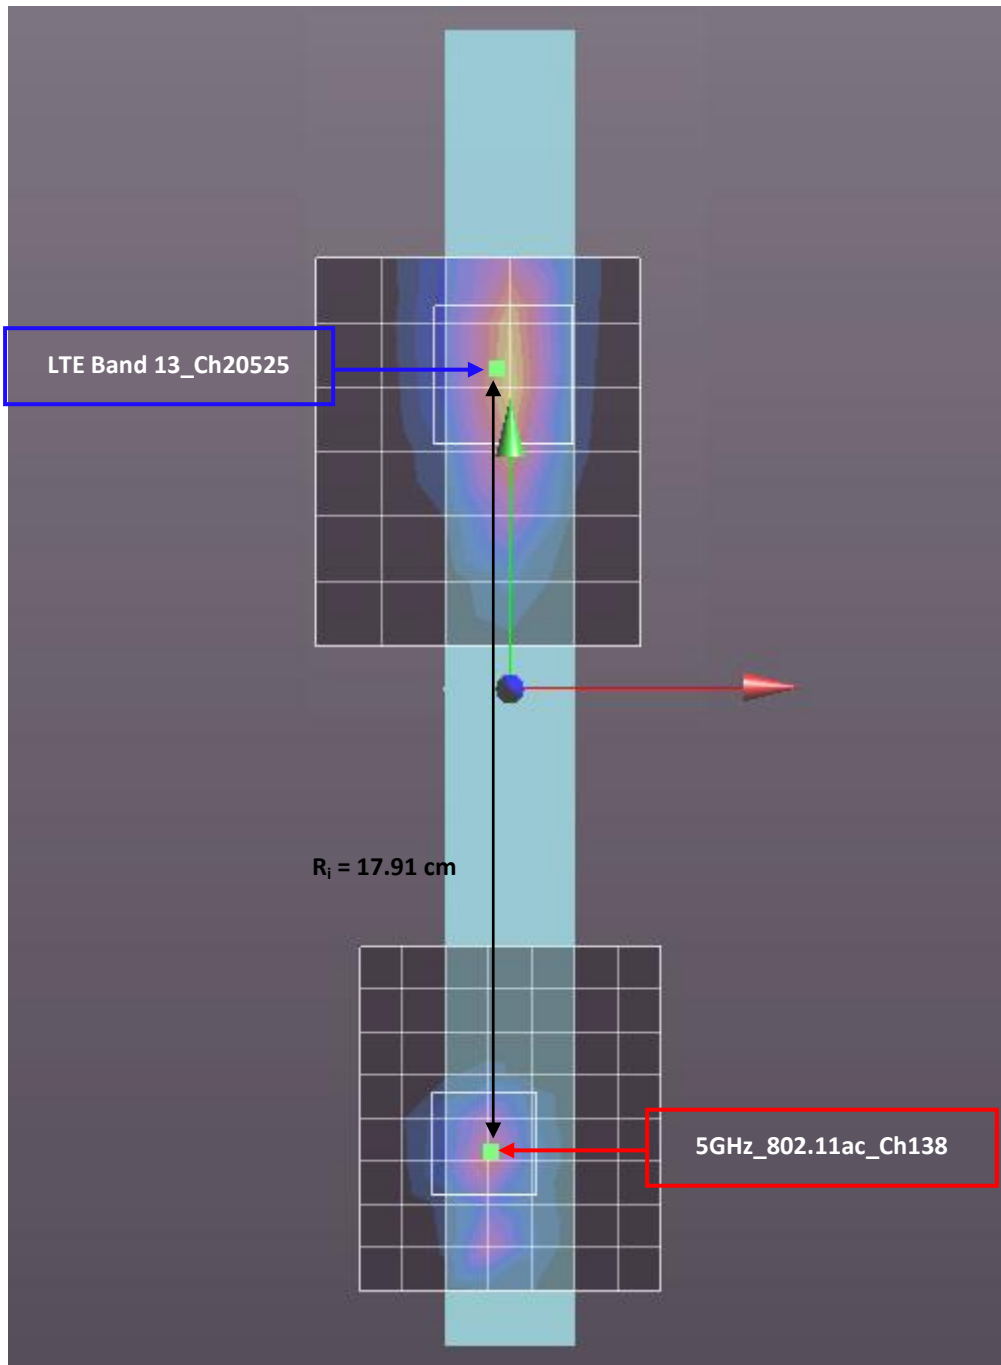 LTE Band 13_Ch20525
Rᵢ = 17.91 cm
5GHz_802.11ac_Ch138